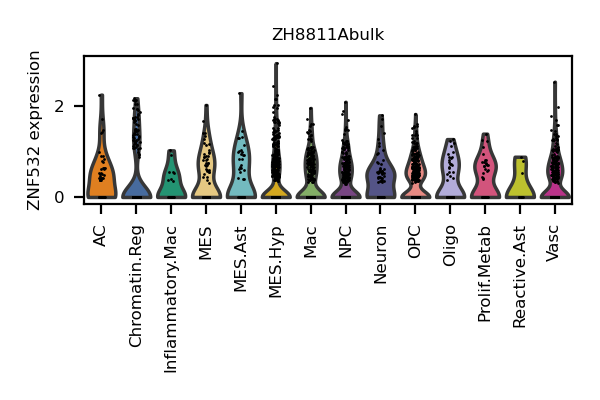 ZH8811Abulk
ZNF532 expression
2
0
AC
Chromatin.Reg
Inflammatory.Mac
MES
MES.Ast
MES.Hyp
Mac
NPC
Neuron
OPC
Oligo
Prolif.Metab
Reactive.Ast
Vasc